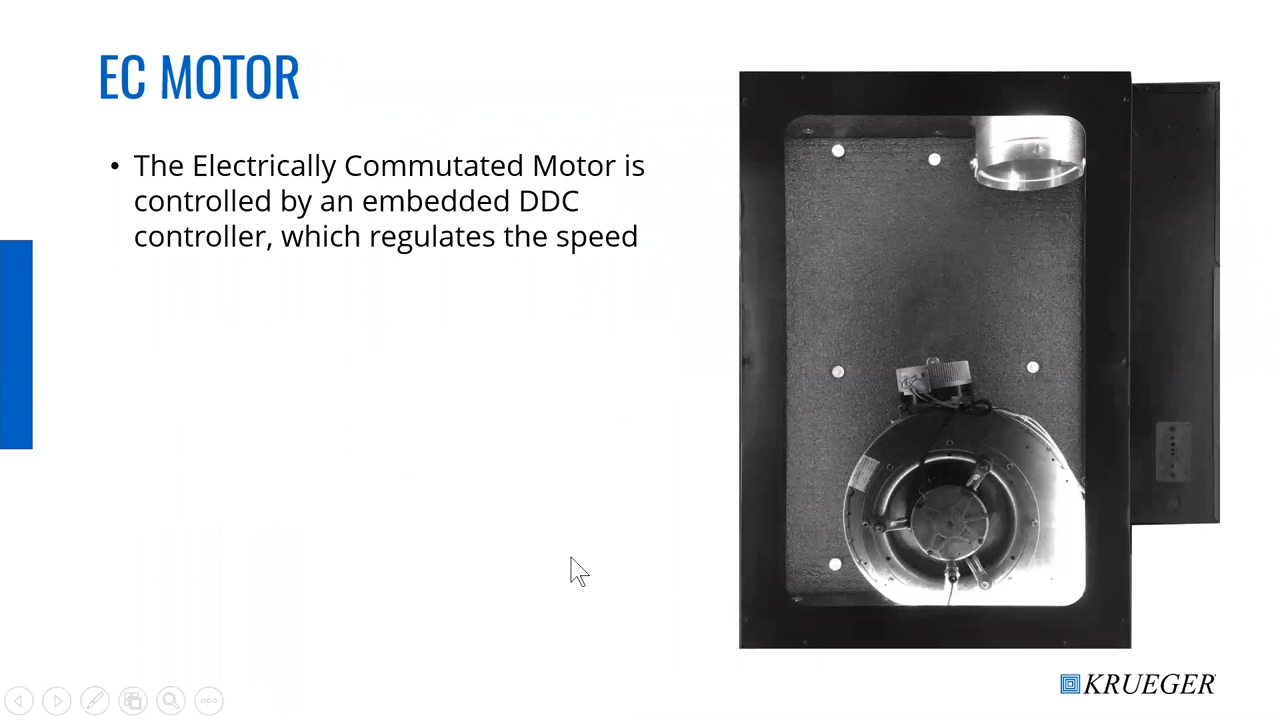 EC MOTOR
• The Electrically Commutated Motor is
controlled by an embedded DDC
controller, which regulates the speed
KRUEGER